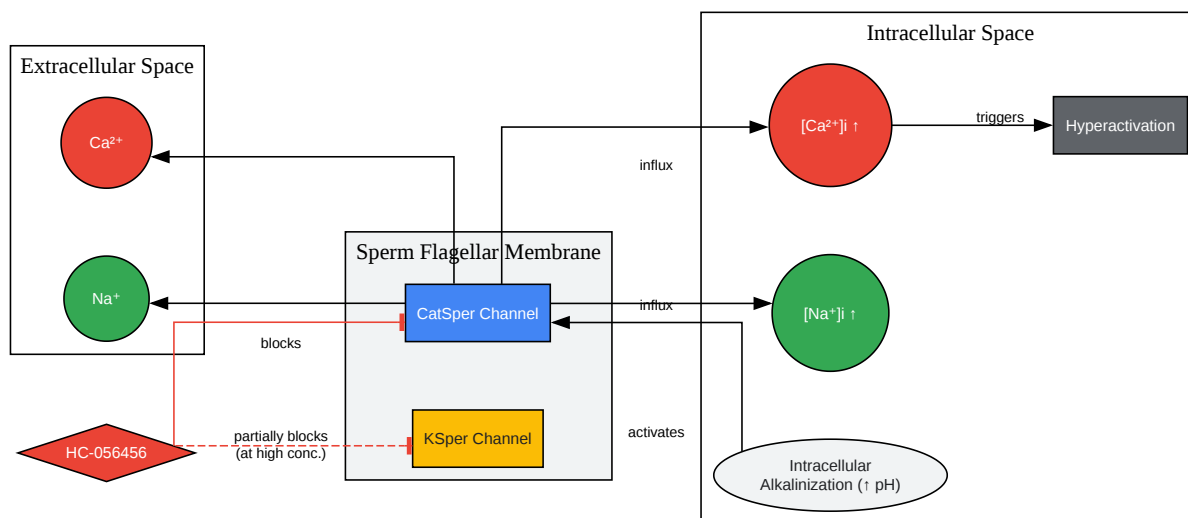 Extracellular Space
Ca²⁺
Na⁺
Sperm Flagellar Membrane
CatSper Channel
KSper Channel
HC-056456
blocks
partially blocks
(at high conc.)
Intracellular Space
[Ca²⁺]i ↑
triggers
Hyperactivation
influx
influx
[Na⁺]i ↑
activates
Intracellular
Alkalinization (↑ pH)